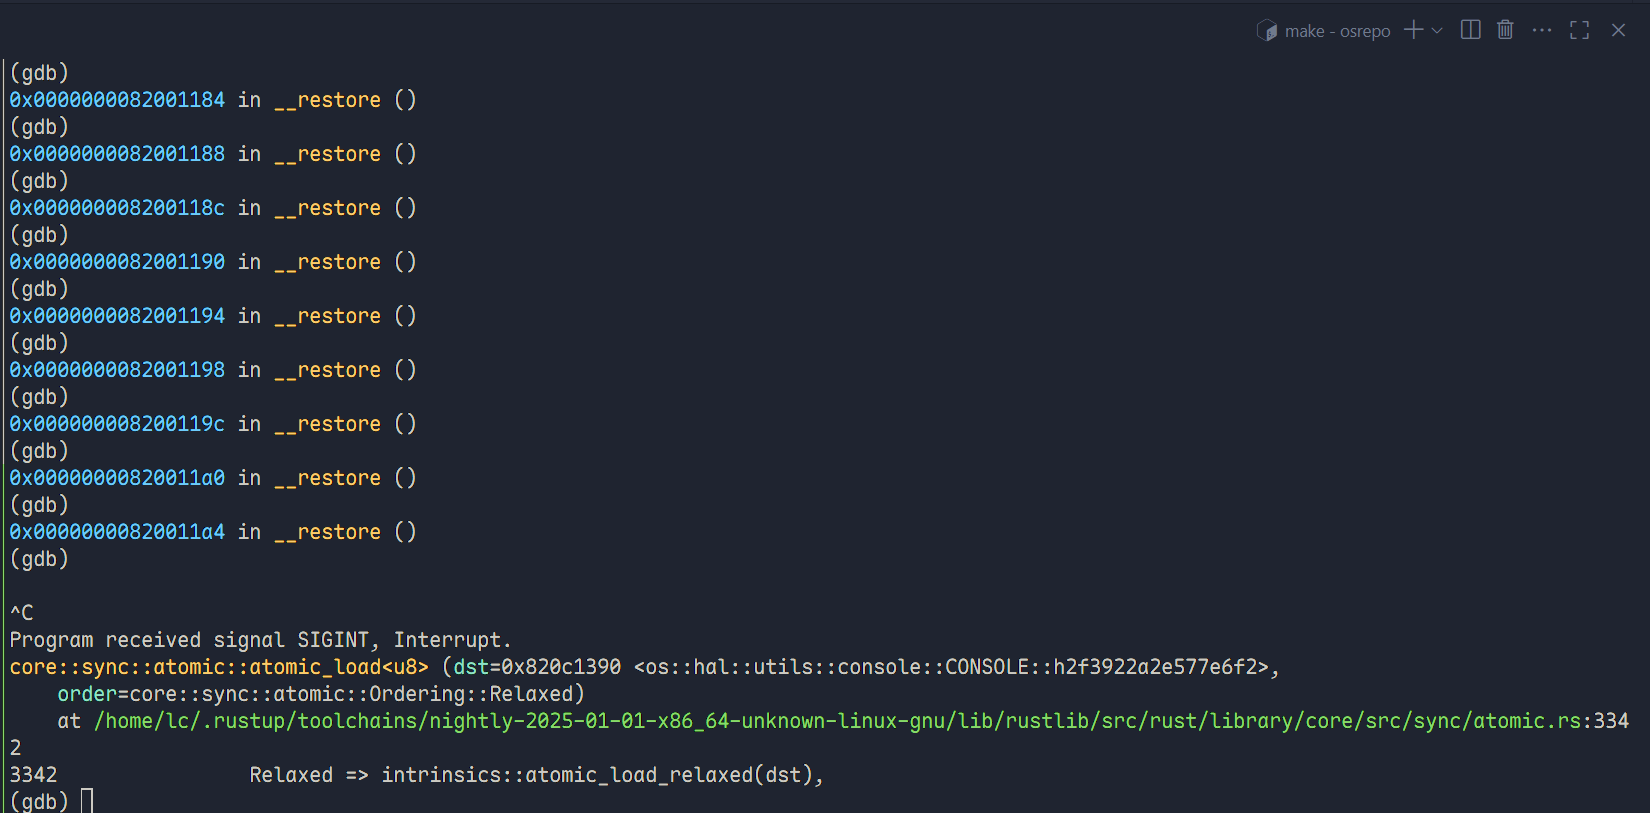 make - osrepo
(gdb)
0x0000000082001184 in __restore ()
(gdb)
0x0000000082001188 in __restore ()
(gdb)
0x000000008200118c in __restore ()
(gdb)
0x0000000082001190 in __restore ()
(gdb)
0x0000000082001194 in __restore ()
(gdb)
0x0000000082001198 in __restore ()
(gdb)
0x000000008200119c in __restore ()
(gdb)
0x00000000820011a0 in __restore ()
(gdb)
0x00000000820011a4 in __restore ()
(gdb)
^C
Program received signal SIGINT, Interrupt.
core::sync::atomic::atomic_load<u8> (dst=0x820c1390 <os::hal::utils::console::CONSOLE::h2f3922a2e577e6f2>,
    order=core::sync::atomic::Ordering::Relaxed)
    at /home/lc/.rustup/toolchains/nightly-2025-01-01-x86_64-unknown-linux-gnu/lib/rustlib/src/rust/library/core/src/sync/atomic.rs:334
2
3342                Relaxed => intrinsics::atomic_load_relaxed(dst),
(gdb)